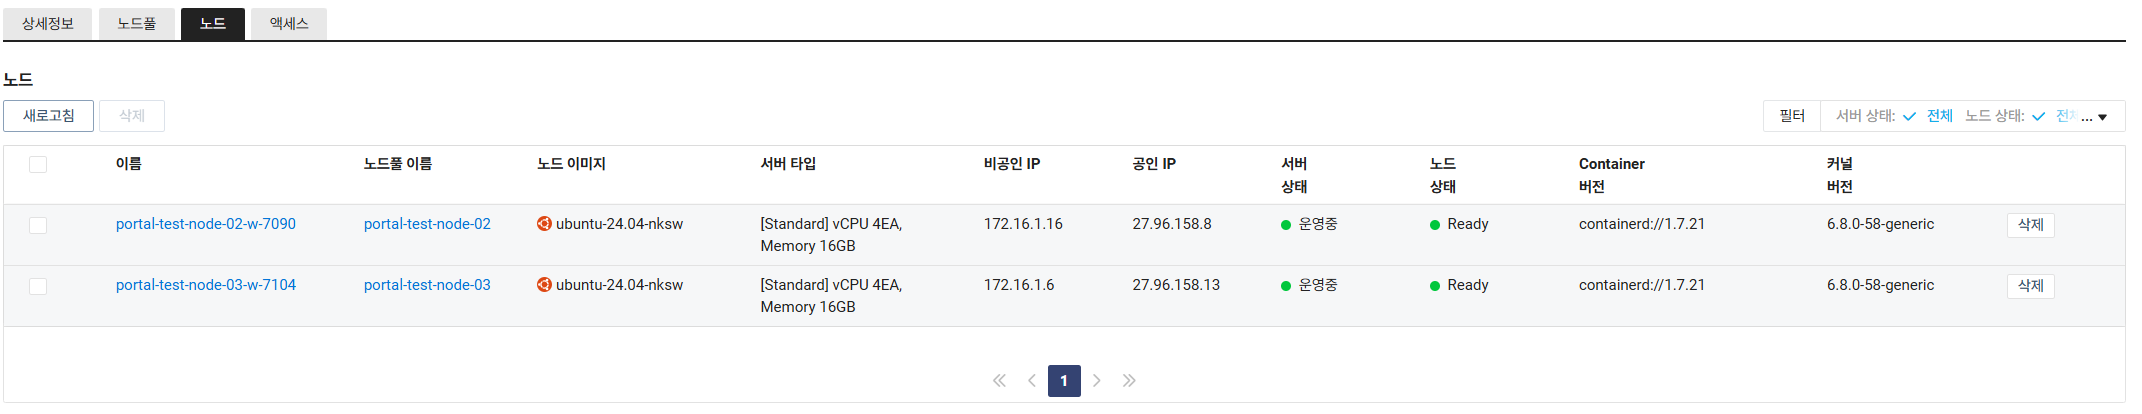 상세정보 노드풀 노드 액세스
노드
새로고침 삭제 필터 서버 상태: 전체 노드 상태: 전체 ...
이름 노드풀 이름 노드 이미지 서버 타입 비공인 IP 공인 IP 서버 노드 Container 커널
상태 상태 버전 버전
portal-test-node-02-w-7090 portal-test-node-02 ubuntu-24.04-nksw [Standard] vCPU 4EA, 172.16.1.16 27.96.158.8 운영중 Ready containerd://1.7.21 6.8.0-58-generic 삭제
Memory 16GB
portal-test-node-03-w-7104 portal-test-node-03 ubuntu-24.04-nksw [Standard] vCPU 4EA, 172.16.1.6 27.96.158.13 운영중 Ready containerd://1.7.21 6.8.0-58-generic 삭제
Memory 16GB
1